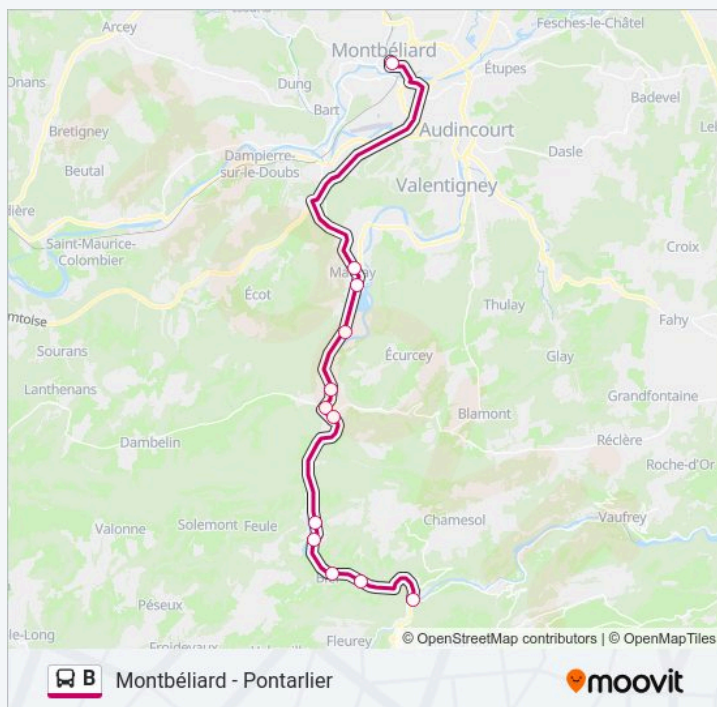 Arcey
Fesches-le-Châtel
Montbéliard
Onans
Dung
Étupes
Bart
Badevel
Bretigney
Audincourt
Dampierre-
sur-le-Doubs
Dasle
Beutal
Valentigney
Saint-Maurice-
Colombier
Croix
Écot
Thulay
Fahy
Sourans
Écurcey
Glay
Lanthenans
Grandfontaine
Blamont
Dambelin
Réclère
Roche-d'Or
Chamesol
Vaufrey
Valonne
Solemont
Feule
Péseux
Froidevaux
Fleurey
© OpenStreetMap contributors | © OpenMapTiles
B
Montbéliard - Pontarlier
moovit